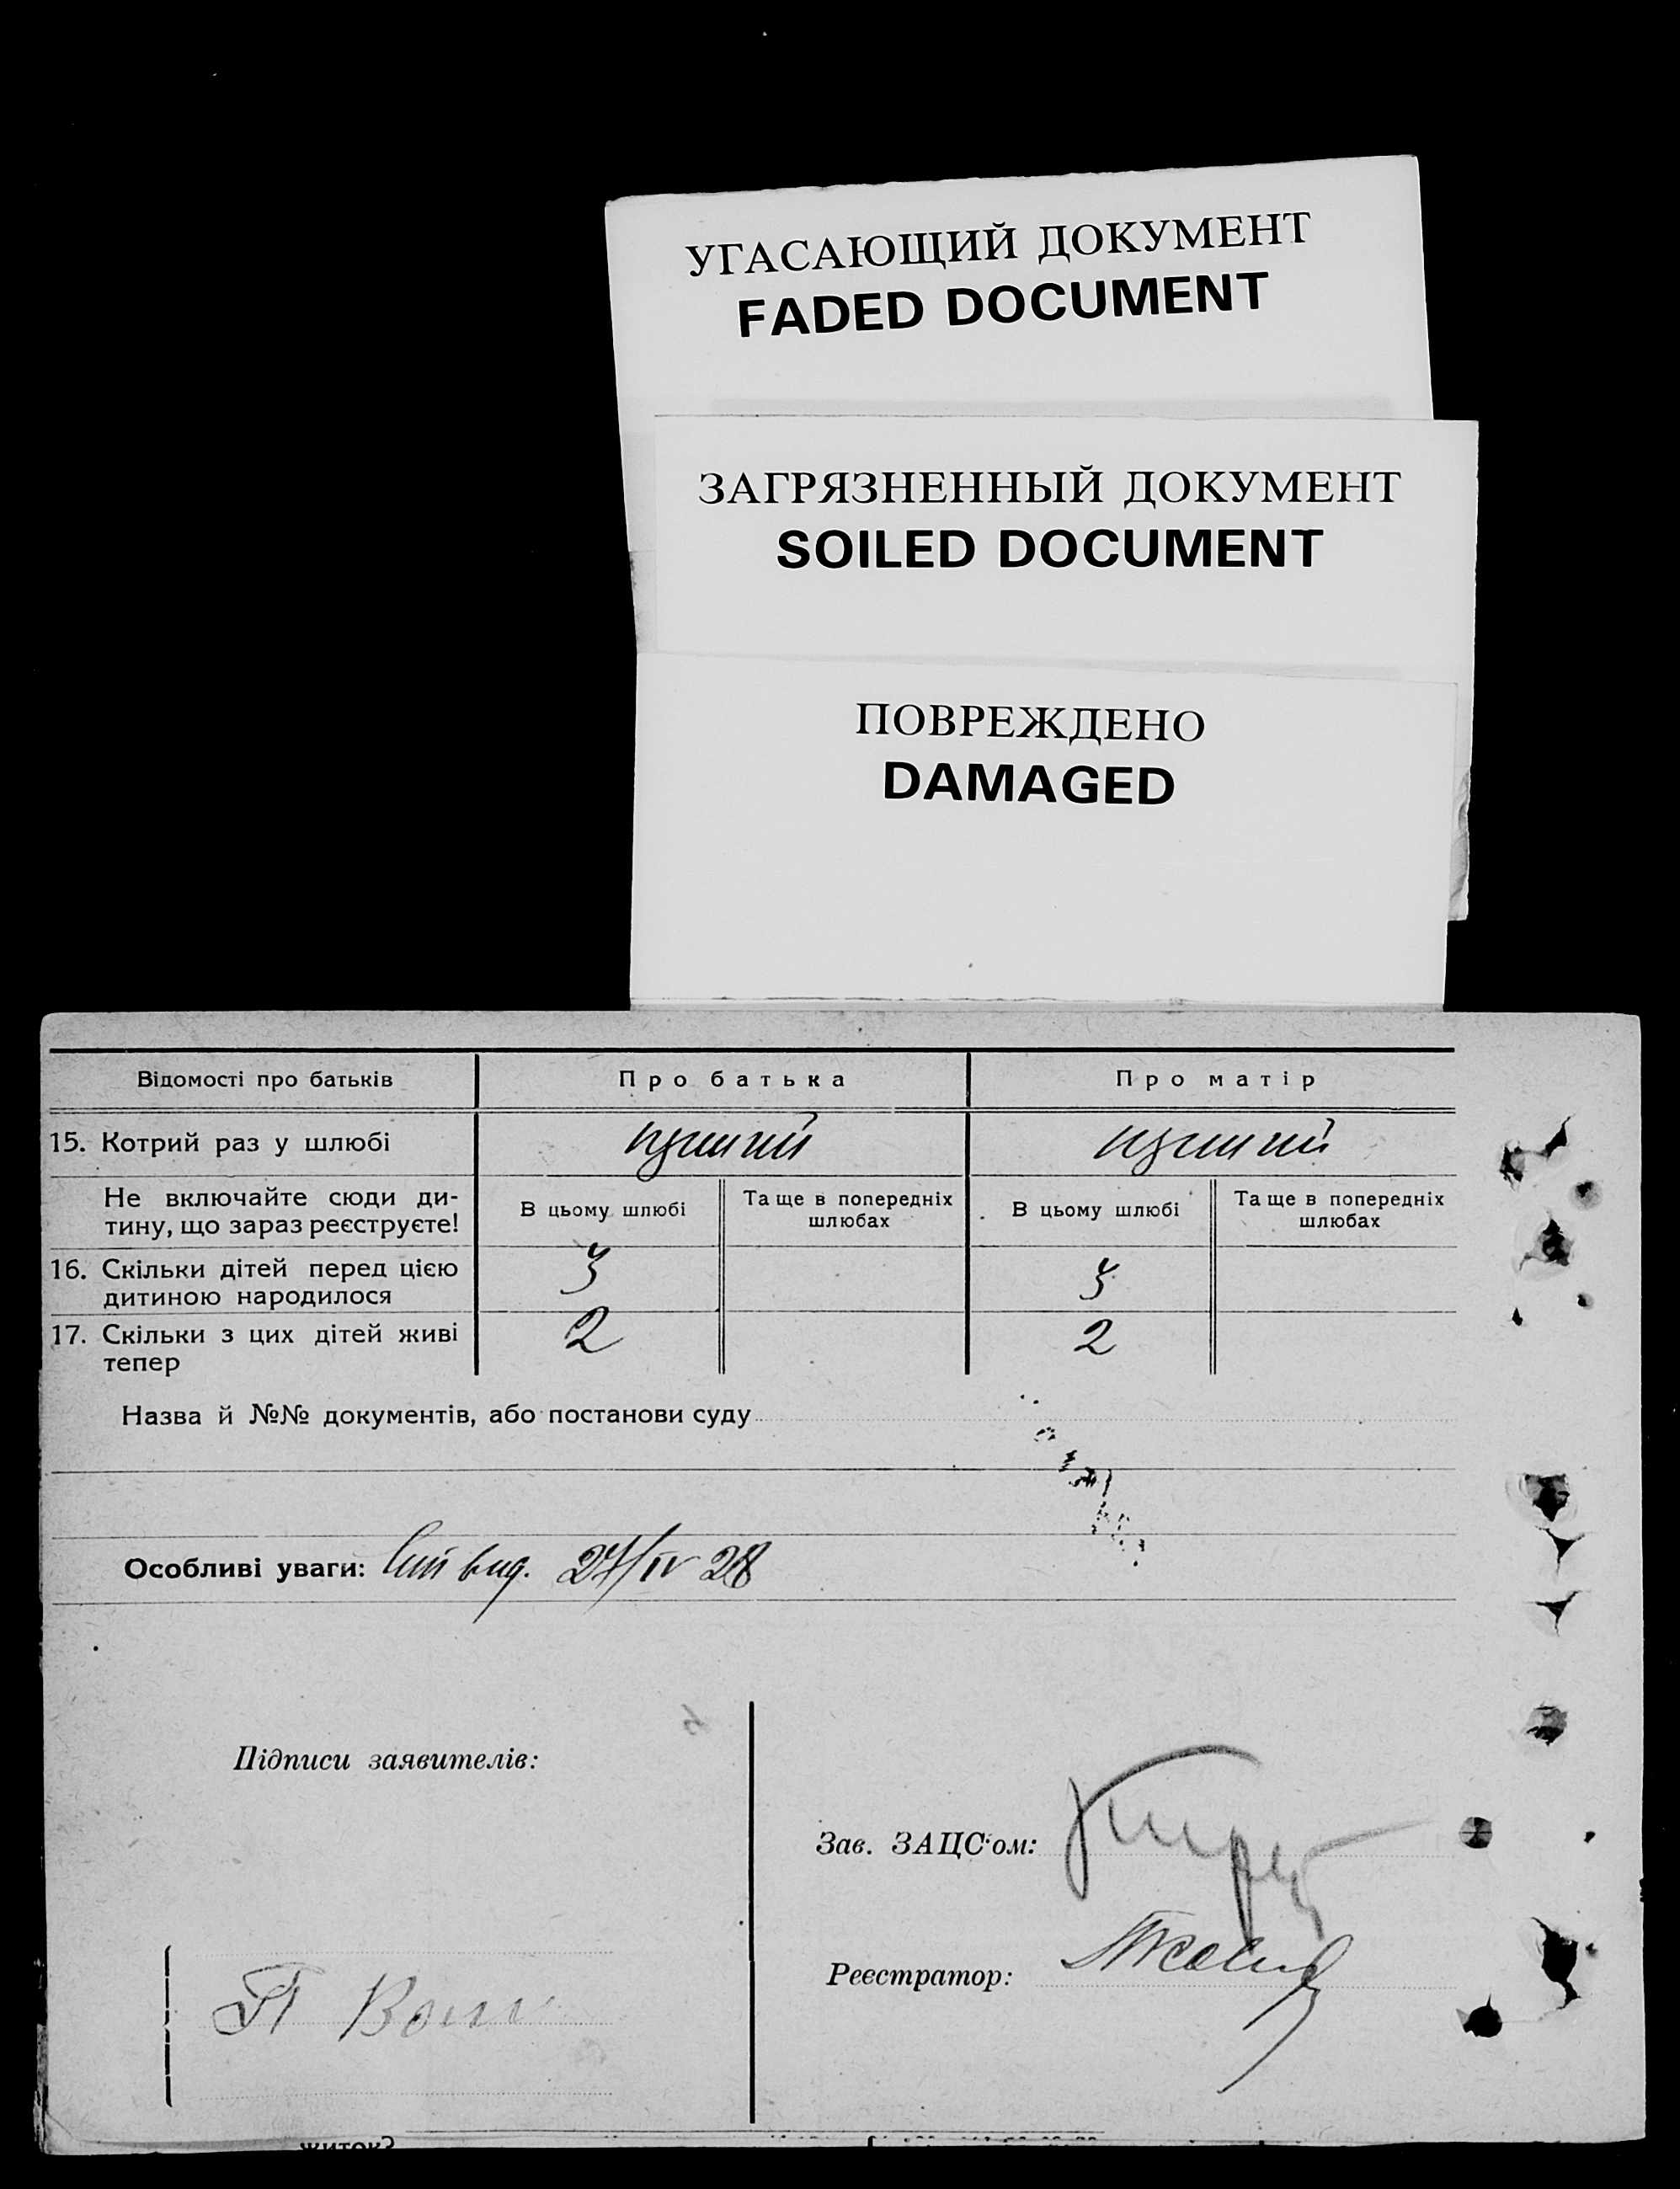 УГАСАЮЩИЙ ДОКУМЕНТ
FADED DOCUMENT
ЗАГРЯЗНЕННЫЙ ДОКУМЕНТ
SOILED DOCUMENT
ПОВРЕЖДЕНО
DAMAGED
Відомості про батьків Про батька Про матір
15. Котрий раз у шлюбі
Не включайте сюди ди-
тину, що зараз реєструєте!
В цьому шлюбі Та ще в попередніх шлюбах В цьому шлюбі Та ще в попередніх шлюбах
16. Скільки дітей перед цією
дитиною народилося
3 3
17. Скільки з цих дітей живі
тепер
2 2
Назва й №№ документів, або постанови суду
Особливі уваги: вид. 27/IV 28
Підписи заявителів:
Зав. ЗАЦС'ом:
Реєстратор: